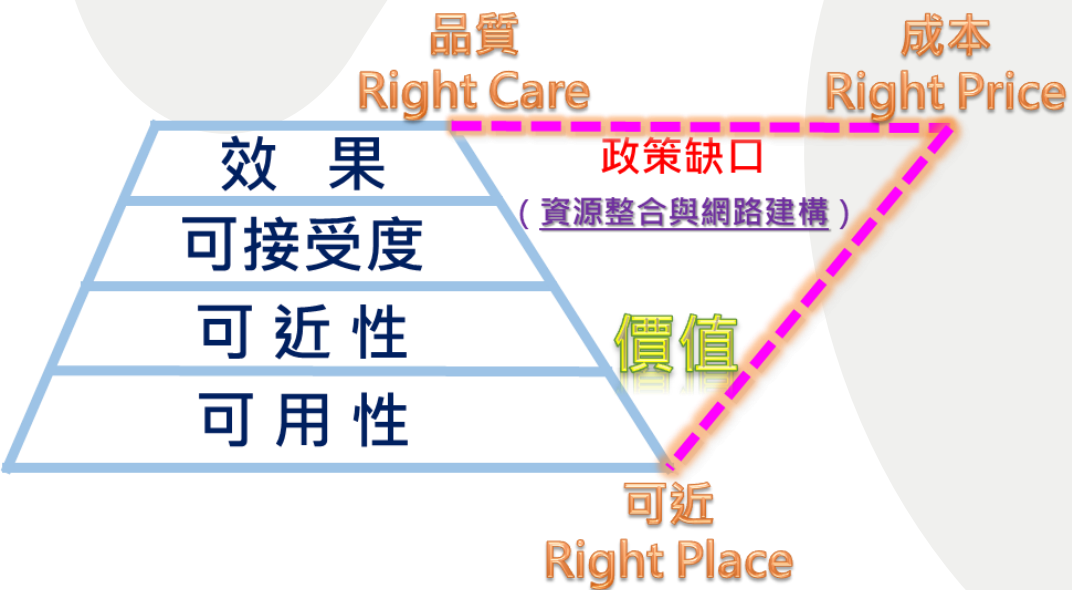 品質
Right Care
成本
Right Price
效 果
政策缺口
（資源整合與網路建構）
可接受度
可 近 性
價值
可 用 性
可近
Right Place